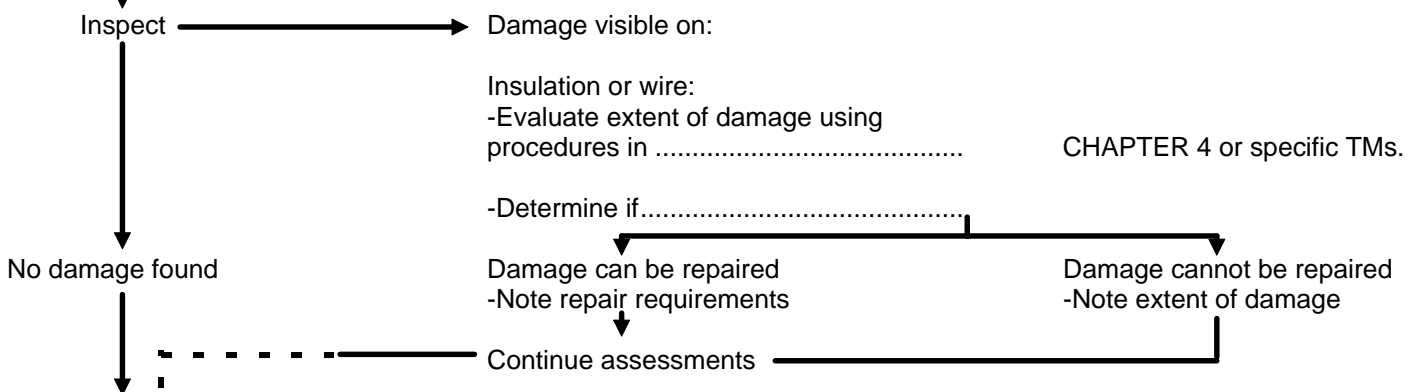 Inspect
Damage visible on:
Insulation or wire:
-Evaluate extent of damage using
procedures in .......................................... CHAPTER 4 or specific TMs.
-Determine if............................................
No damage found
Damage can be repaired
-Note repair requirements
Damage cannot be repaired
-Note extent of damage
Continue assessments